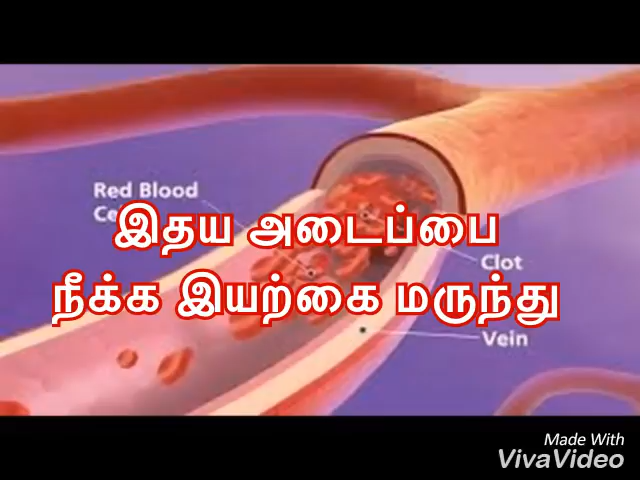 Red Blood
இதய அடைப்பை
Clot
நீக்க இயற்கை மருந்து
Vein
Made With
VivaVideo